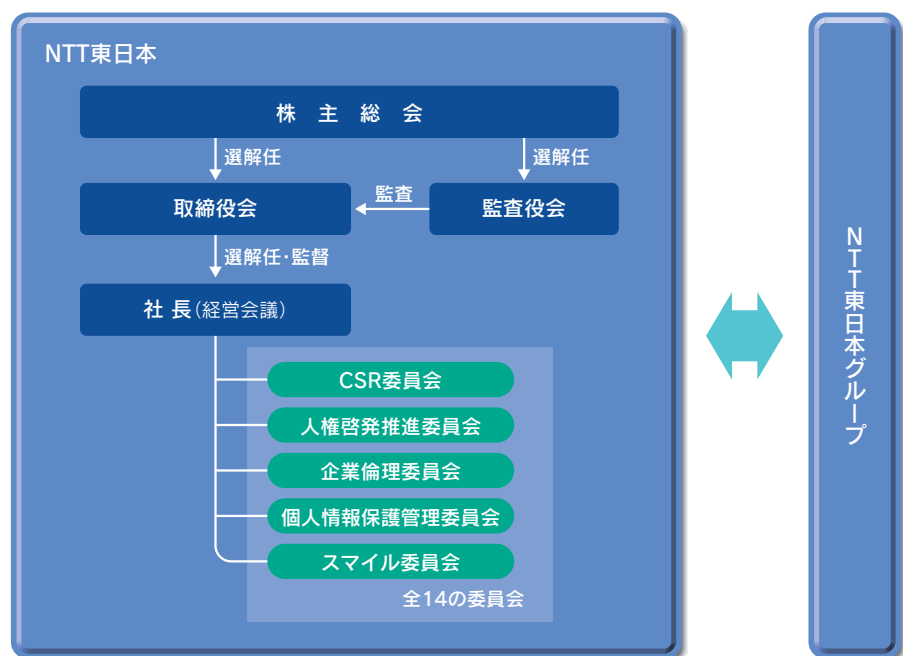 NTT東日本
株主総会
選解任
選解任
取締役会
監査
監査役会
選解任・監督
社長(経営会議)
CSR委員会
人権啓発推進委員会
企業倫理委員会
個人情報保護管理委員会
スマイル委員会
全14の委員会
NTT東日本グループ